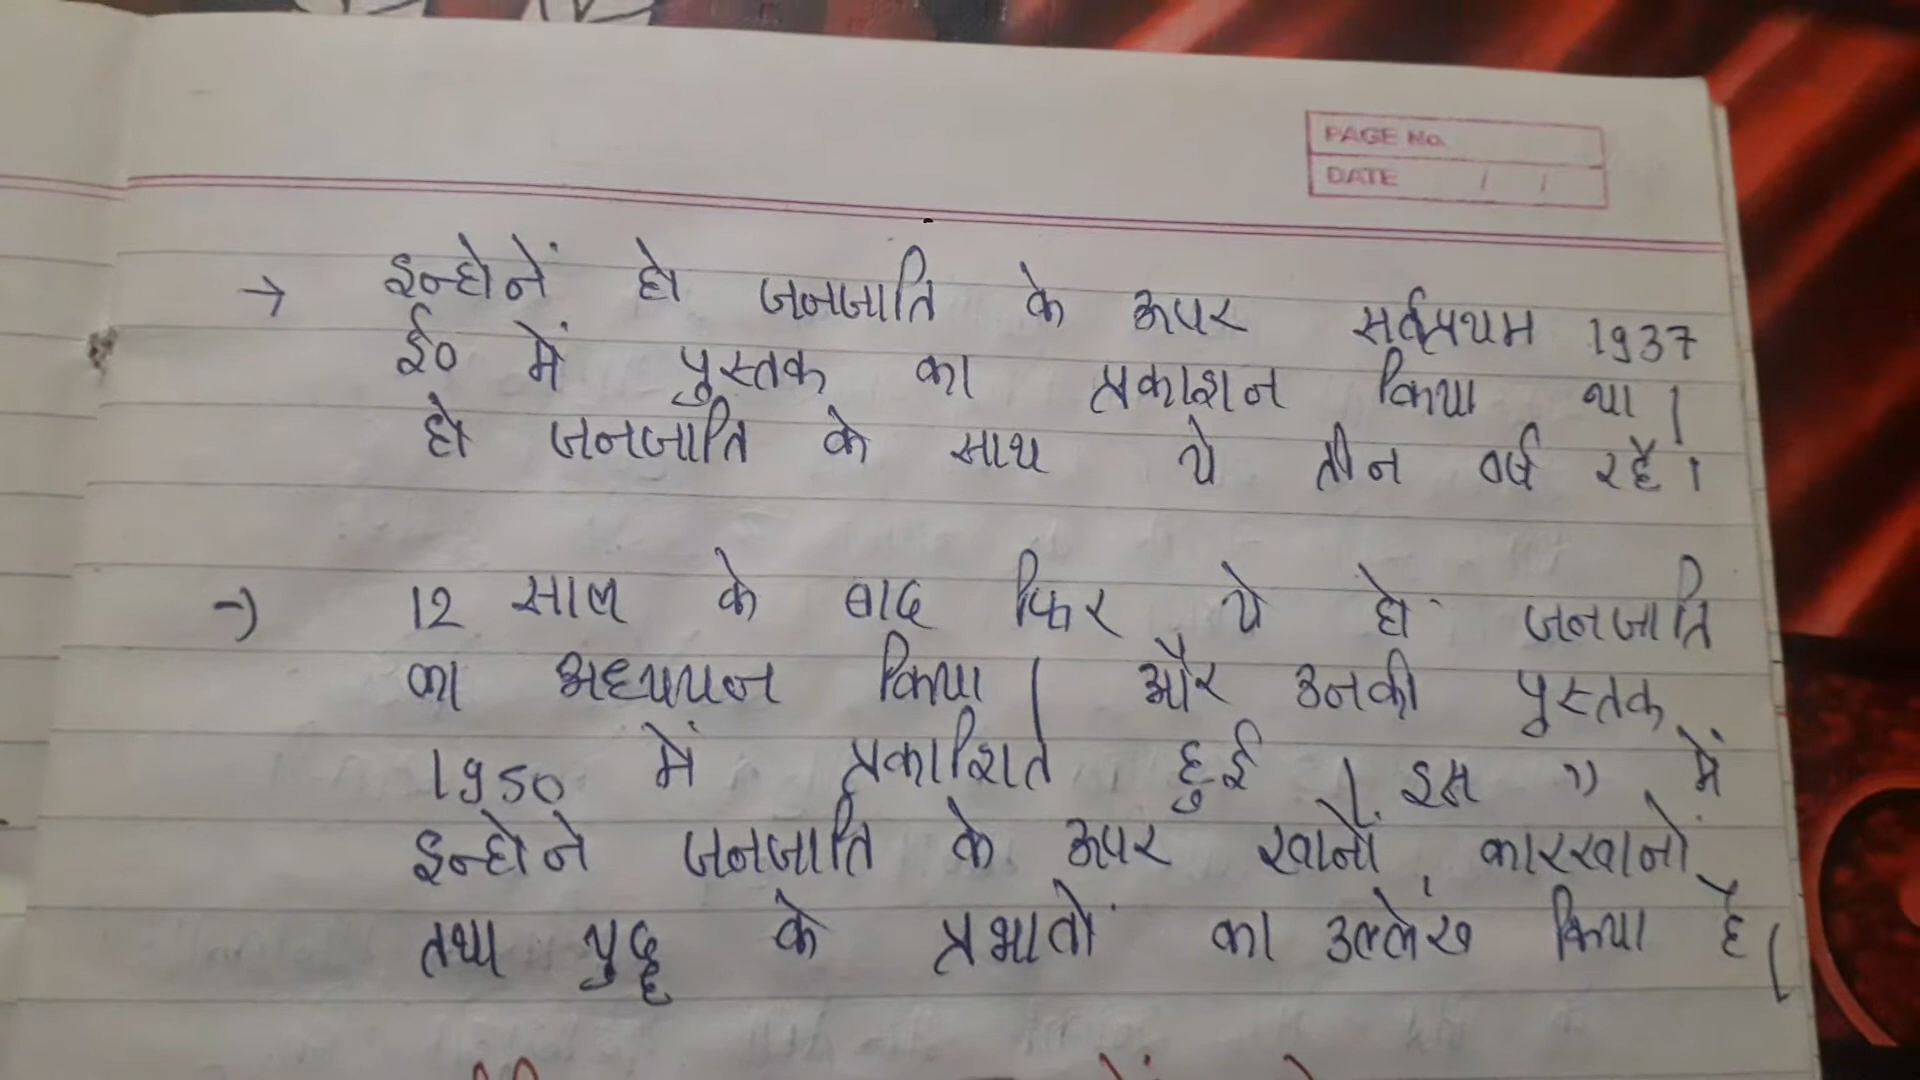 PAGE No.
DATE / /
→ इन्होनें हो जनजाति के ऊपर सर्वप्रथम 1937
ई० में पुस्तक का प्रकाशन किया था |
हो जनजाति के साथ ये तीन वर्ष रहें ।
→ 12 साल के बाद फिर ये हो जनजाति
का अध्ययन किया | और उनकी पुस्तक
1950 में प्रकाशित हुई | इस " में
इन्होने जनजाति के ऊपर खानों, कारखानों,
तथा युद्ध के प्रभावों का उल्लेख किया है |